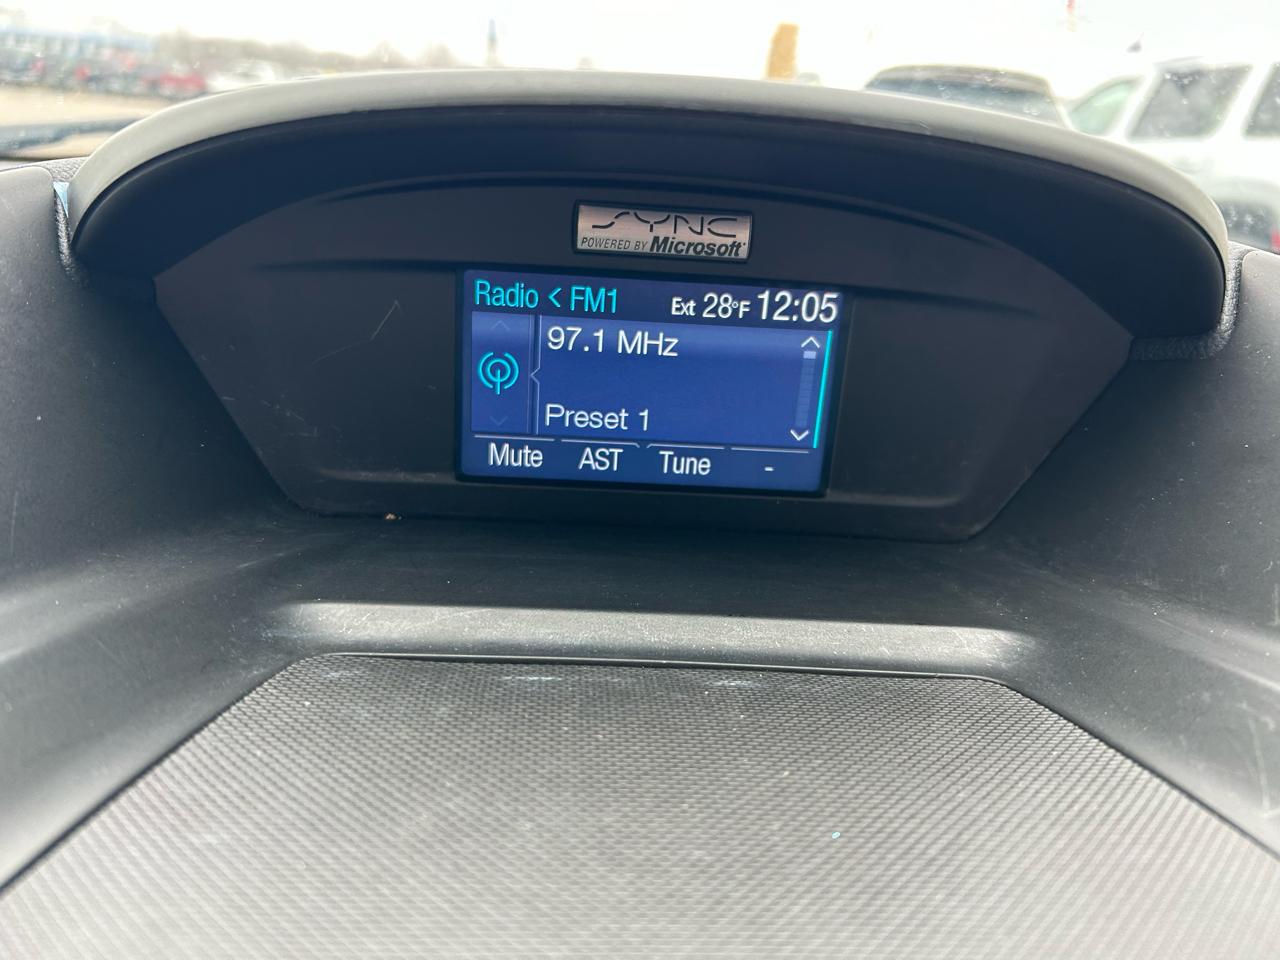 SYNC
POWERED BY Microsoft
Radio < FM1 Ext 28°F 12:05
97.1 MHz
Preset 1
Mute AST Tune -